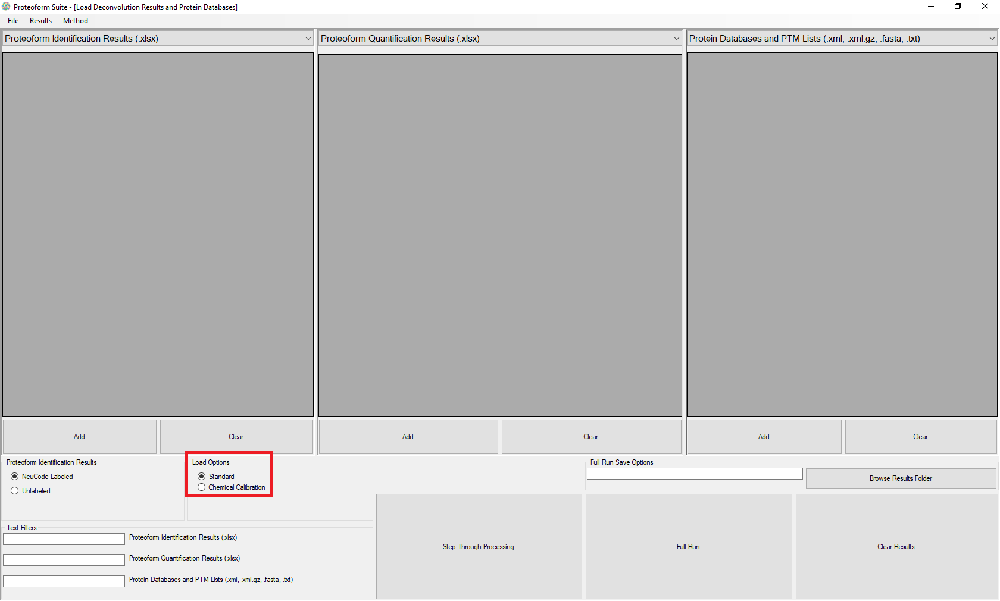 Proteoform Suite - [Load Deconvolution Results and Protein Databases]
File Results Method
Proteoform Identification Results (.xlsx)
Proteoform Quantification Results (.xlsx)
Protein Databases and PTM Lists (.xml, .xml.gz, .fasta, .txt)
Add
Clear
Add
Clear
Add
Clear
Proteoform Identification Results
NeuCode Labeled
Unlabeled
Load Options
Standard
Chemical Calibration
Full Run Save Options
Browse Results Folder
Text Filters
Proteoform Identification Results (.xlsx)
Proteoform Quantification Results (.xlsx)
Protein Databases and PTM Lists (.xml, .xml.gz, .fasta, .txt)
Step Through Processing
Full Run
Clear Results